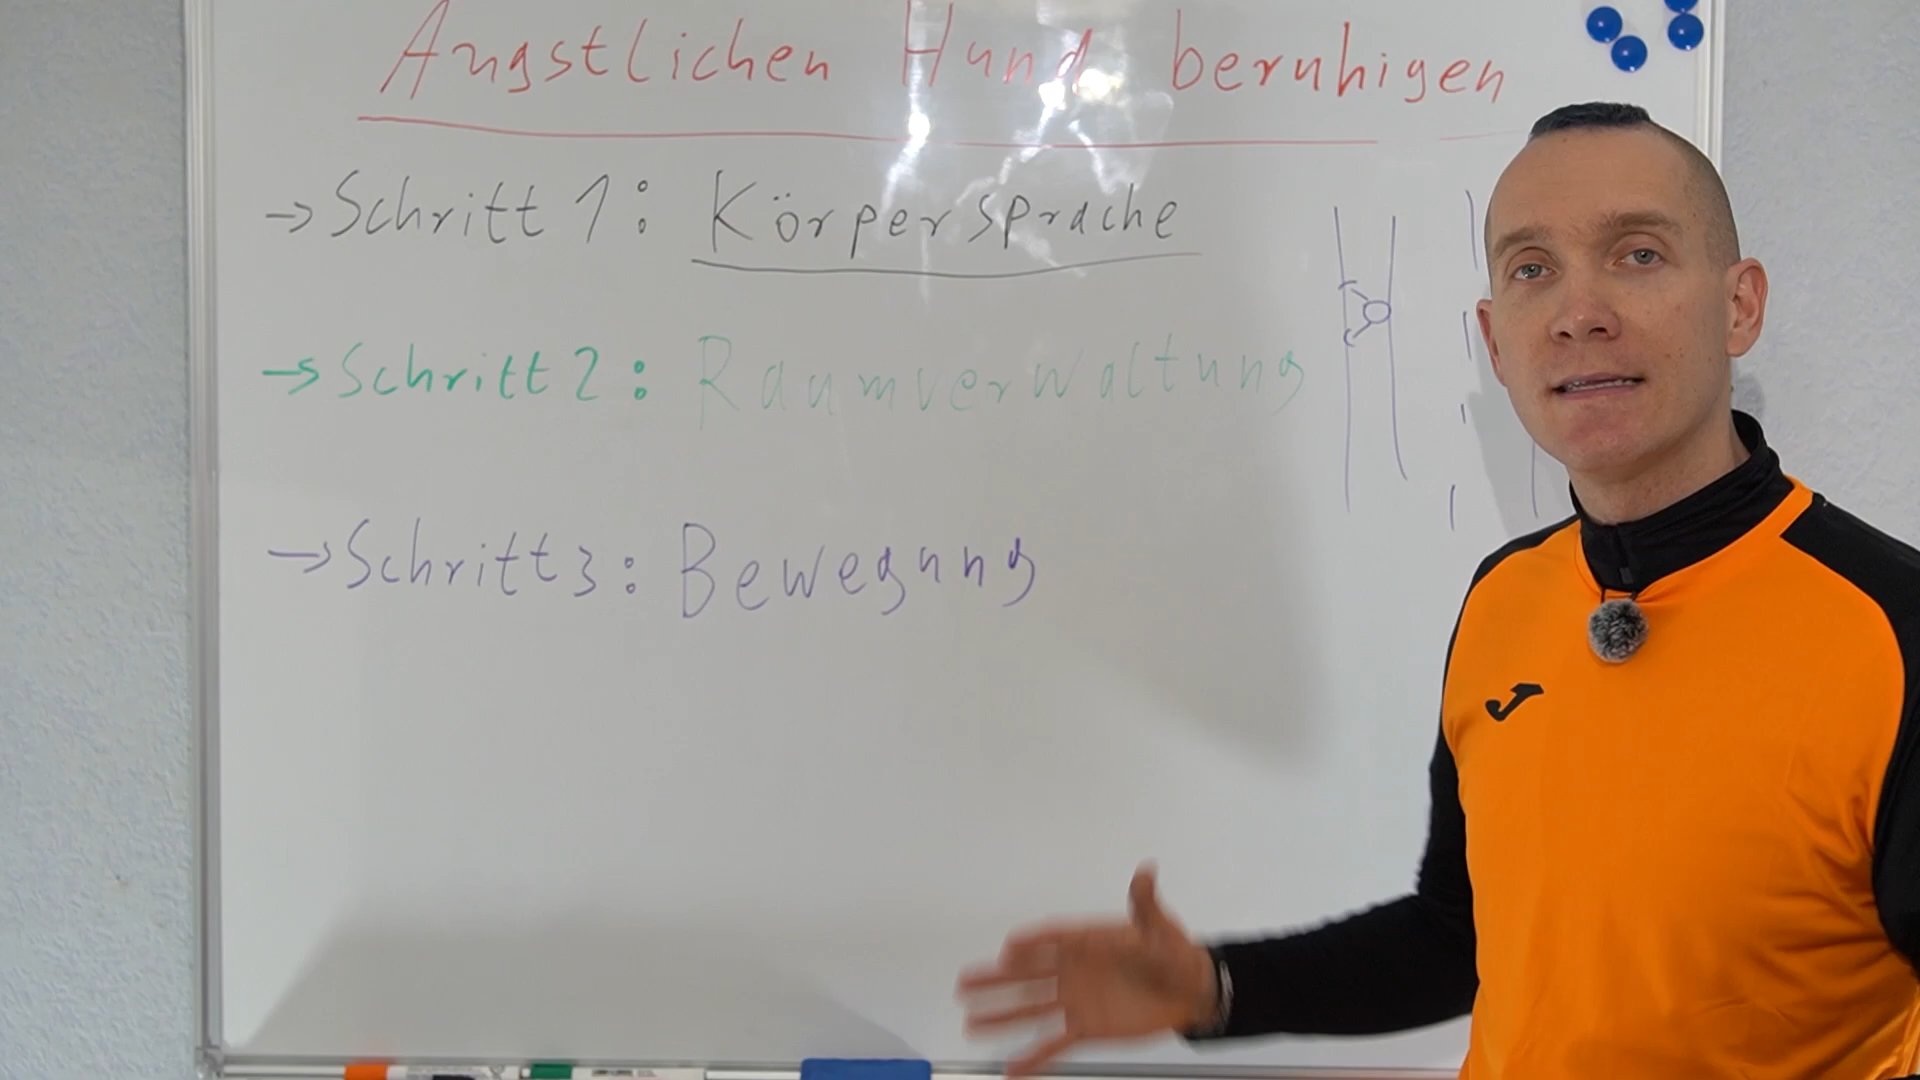 Ängstlichen Hund beruhigen
→ Schritt 1: Körpersprache
→ Schritt 2: Raumverwaltung
→ Schritt 3: Bewegung